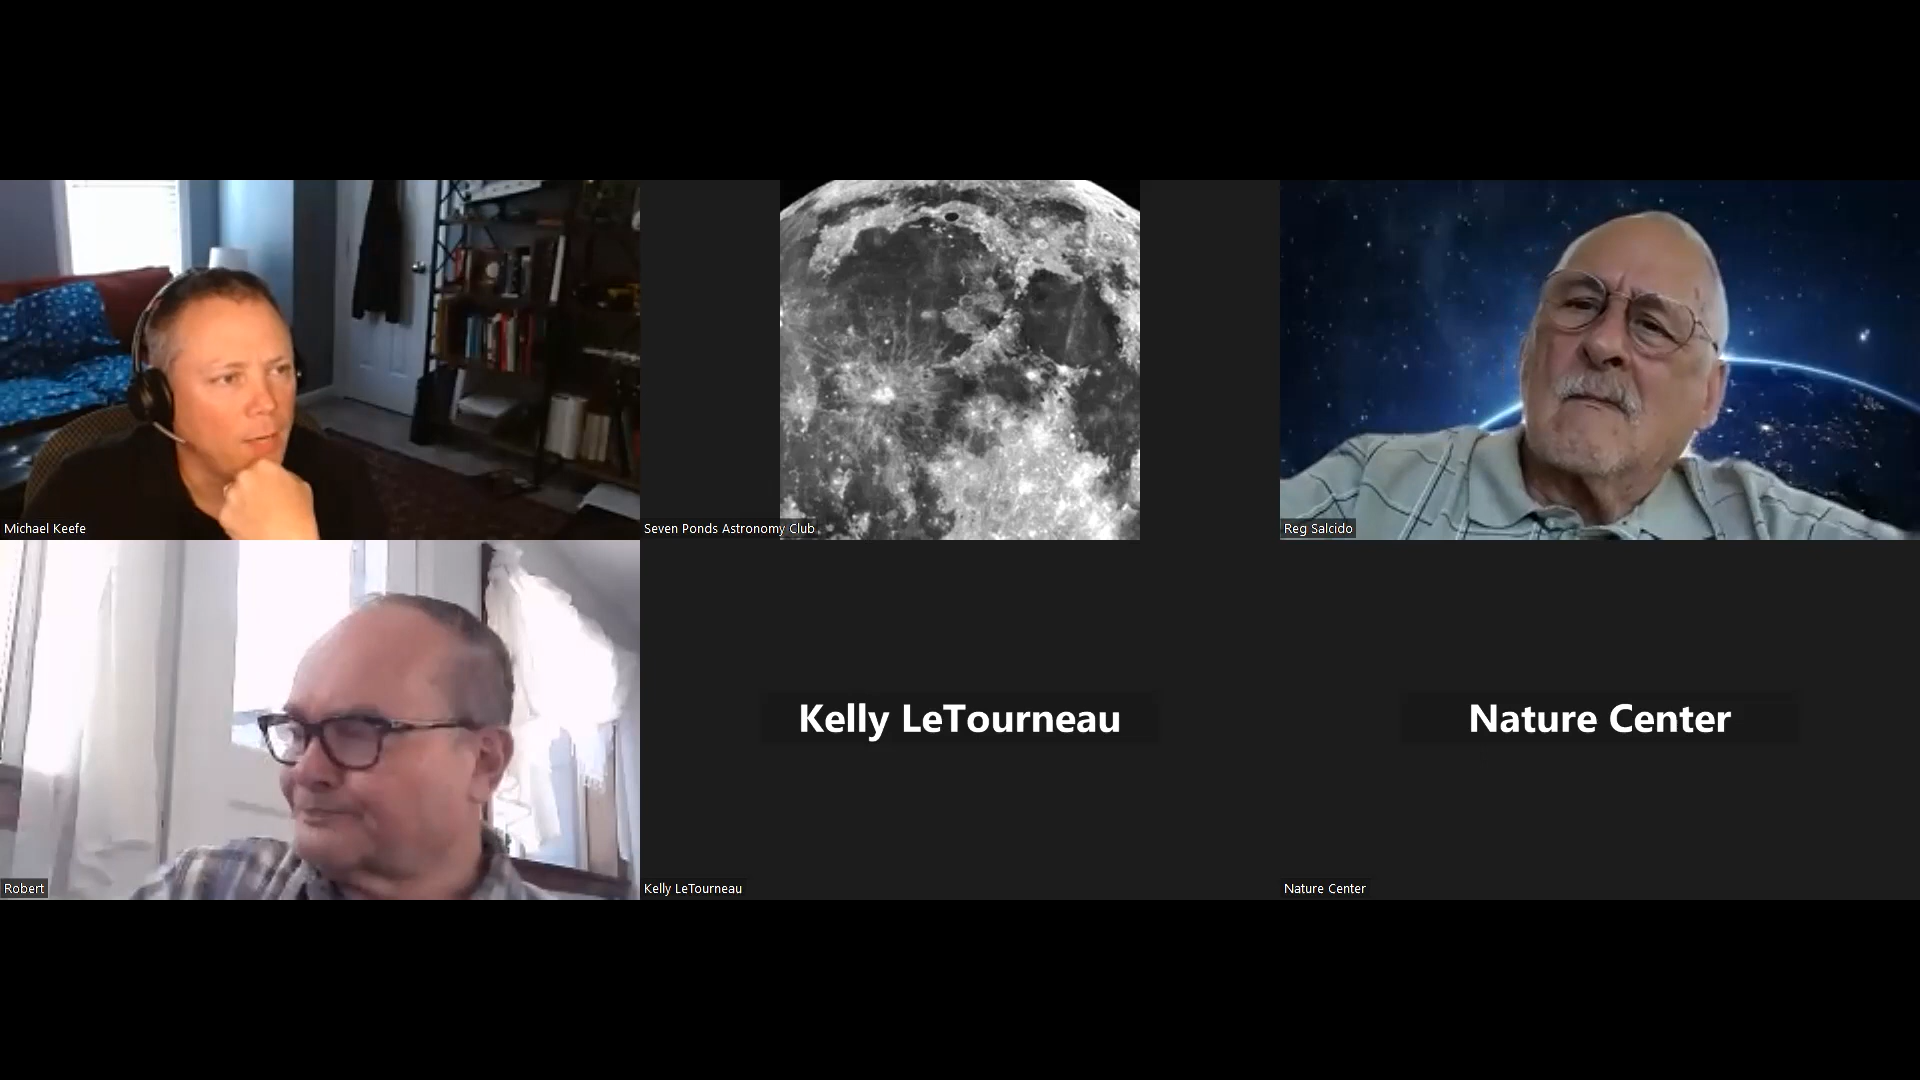 Michael Keefe
Seven Ponds Astronomy Club
Reg Salcido
Kelly LeTourneau
Nature Center
Robert
Kelly LeTourneau
Nature Center